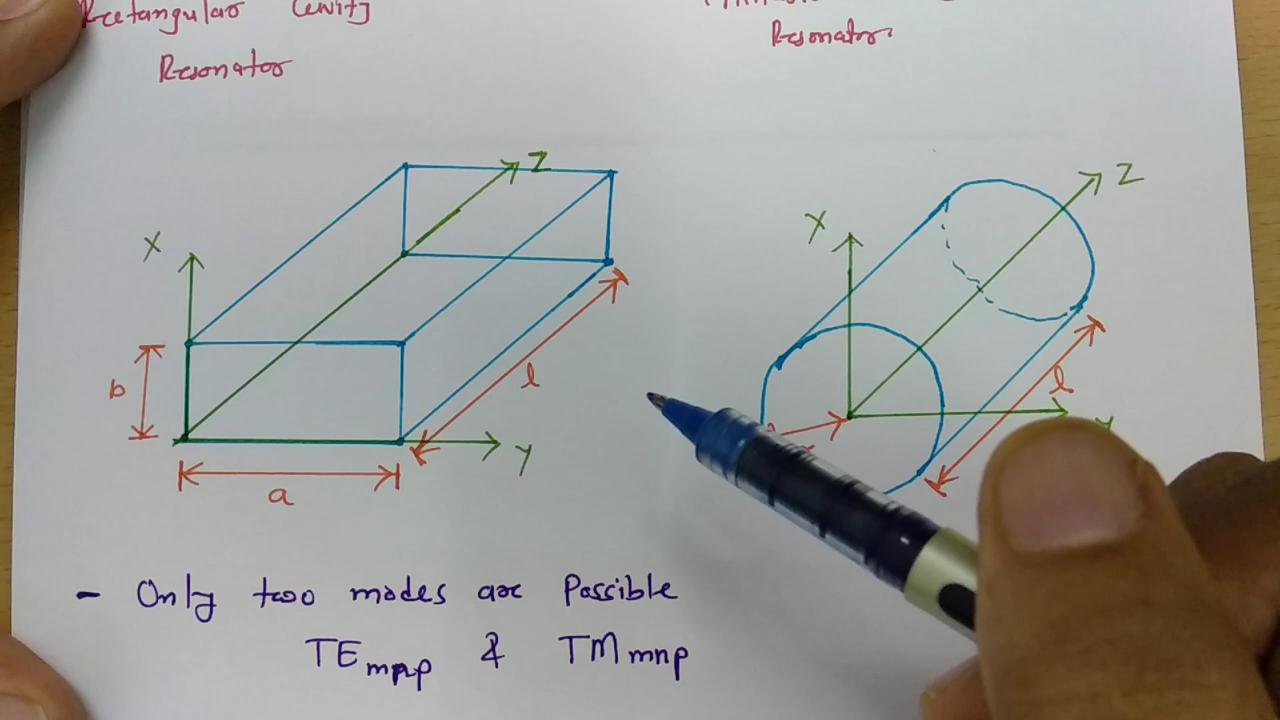 Rectangular Cavity
Resonator
Resonator
Z
X
b
l
Y
a
Z
X
l
Y
- Only two modes are Possible
TEmnp & TMmnp